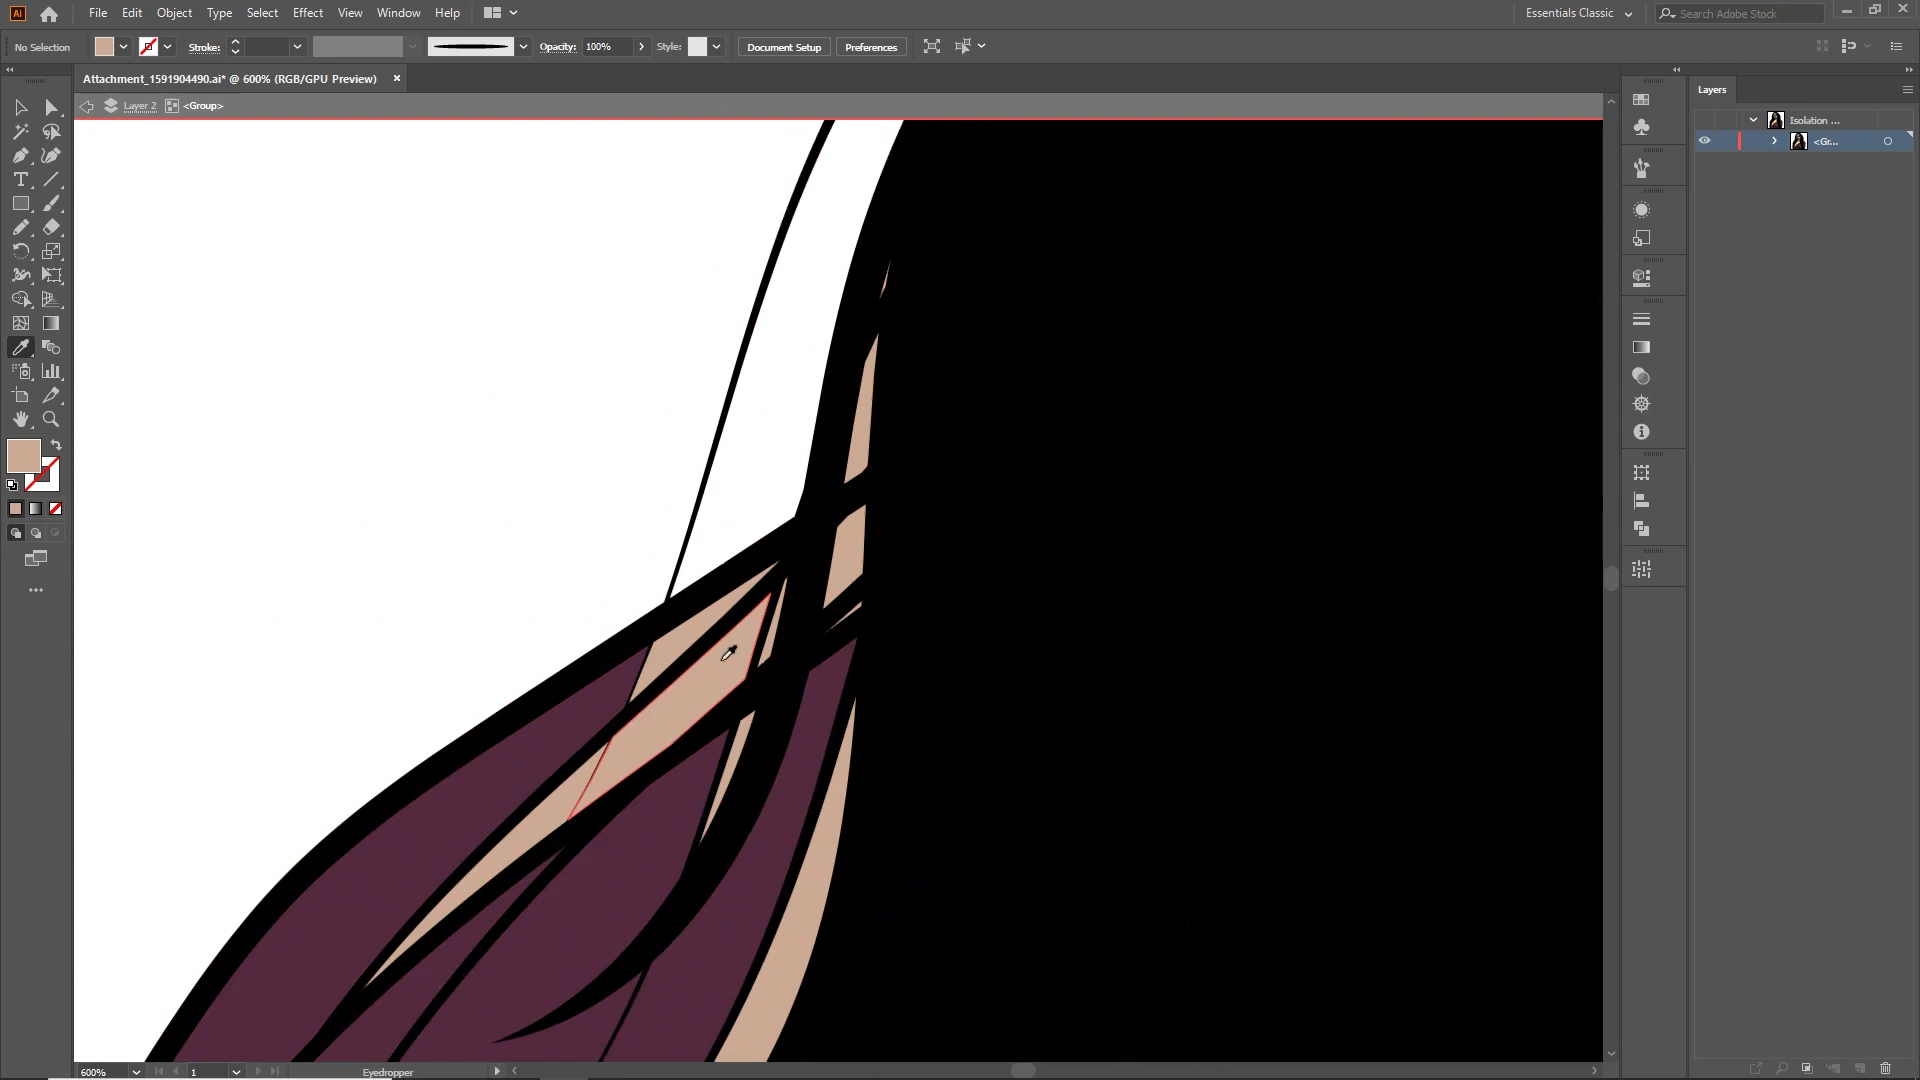 Ai File Edit Object Type Select Effect View Window Help Essentials Classic Search Adobe Stock
No Selection Stroke: Opacity: 100% Style: Document Setup Preferences
Attachment_1591904490.ai* @ 600% (RGB/GPU Preview) Layers
Layer 2 <Group> Isolation ...
<Gr...
600% 1 Eyedropper